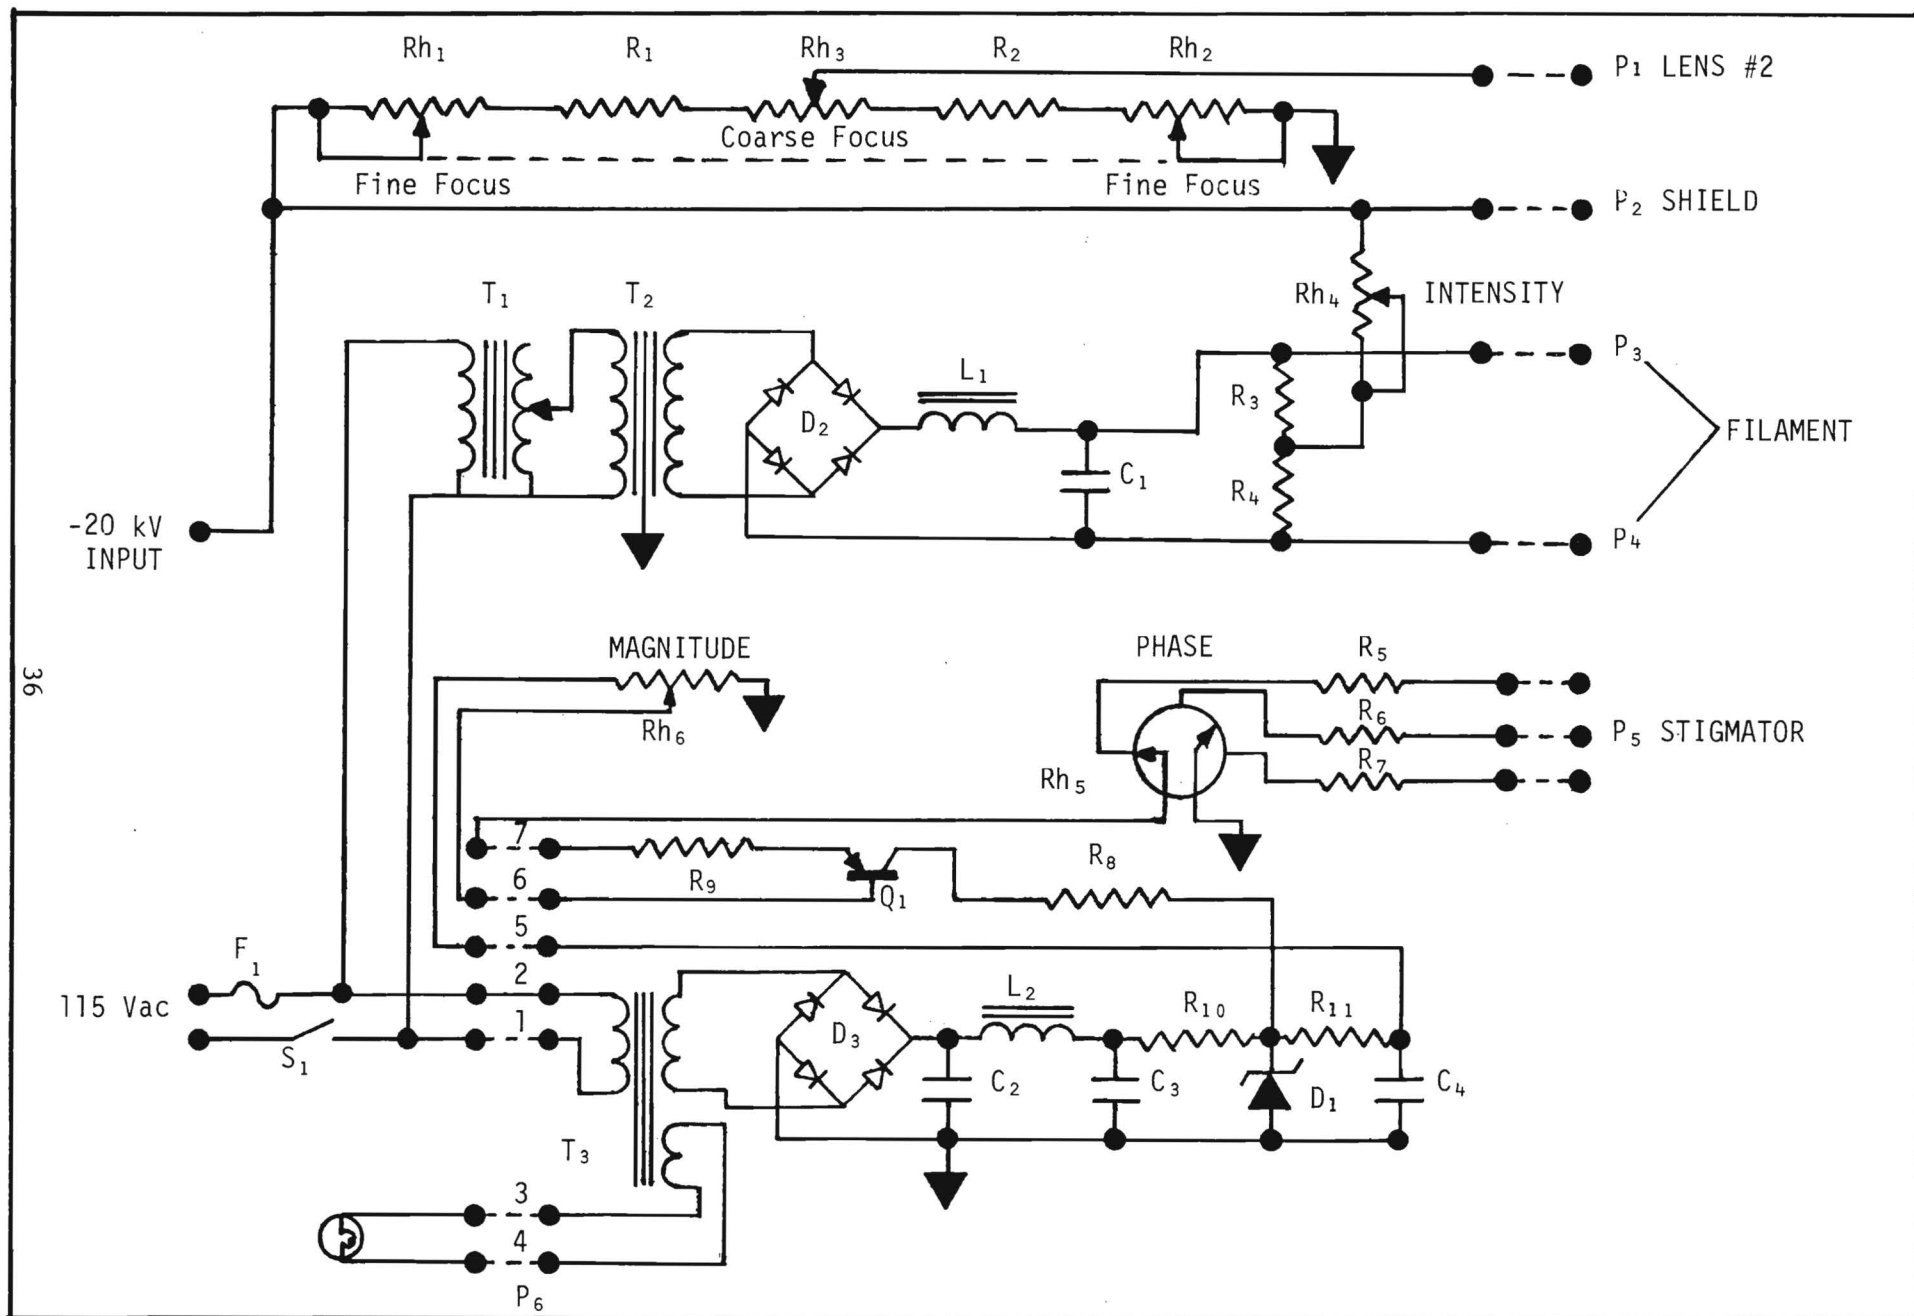 Rh₁ R₁ Rh₃ R₂ Rh₂
P₁ LENS #2
Coarse Focus
Fine Focus Fine Focus
P₂ SHIELD
T₁ T₂ Rh₄ INTENSITY
P₃
L₁
R₃
D₂
FILAMENT
C₁
R₄
-20 kV
INPUT
P₄
MAGNITUDE PHASE R₅
36
R₆
Rh₆
P₅ STIGMATOR
R₇
Rh₅
7
R₈
6
R₉ Q₁
5
F₁
2
L₂
115 Vac
R₁₀ R₁₁
1
D₃
S₁
C₂ C₃ D₁ C₄
T₃
3
4
P₆